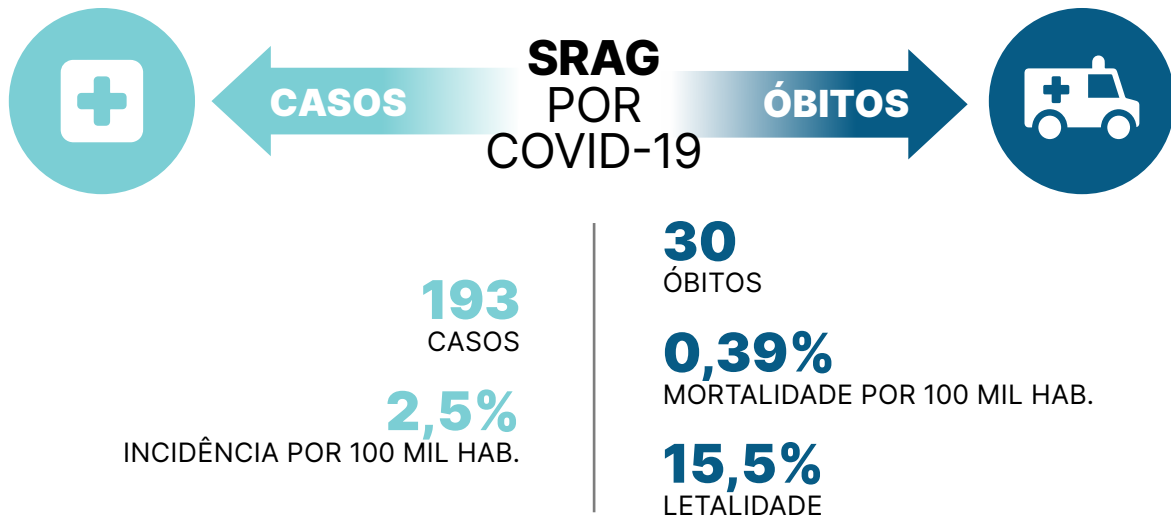 CASOS
SRAG
POR
COVID-19
ÓBITOS
193
CASOS
2,5%
INCIDÊNCIA POR 100 MIL HAB.
30
ÓBITOS
0,39%
MORTALIDADE POR 100 MIL HAB.
15,5%
LETALIDADE